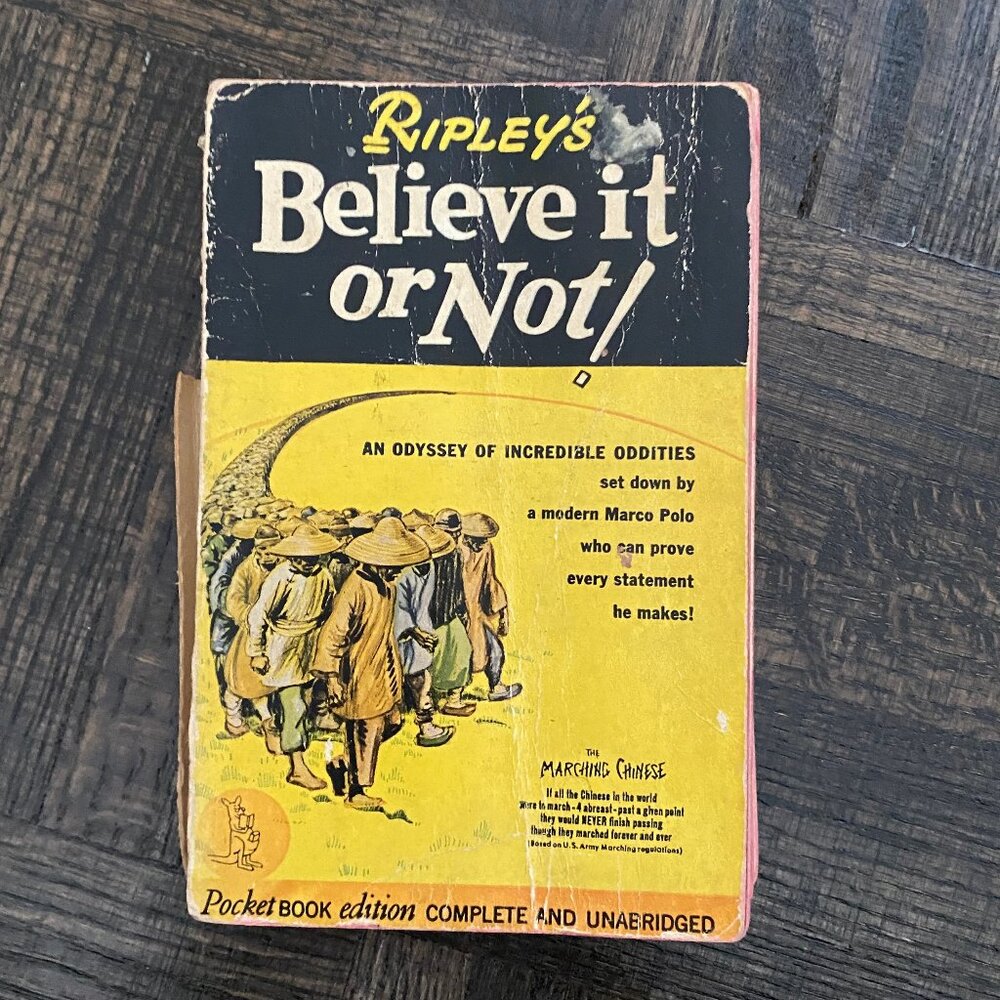 RIPLEY'S
Believe it
or Not!
AN ODYSSEY OF INCREDIBLE ODDITIES
set down by
a modern Marco Polo
who can prove
every statement
he makes!
THE
MARCHING CHINESE
If all the Chinese in the world
were to march-4 abreast-past a given point
they would NEVER finish passing
though they marched forever and ever
(Based on U.S. Army Marching regulations)
Pocket BOOK edition COMPLETE AND UNABRIDGED